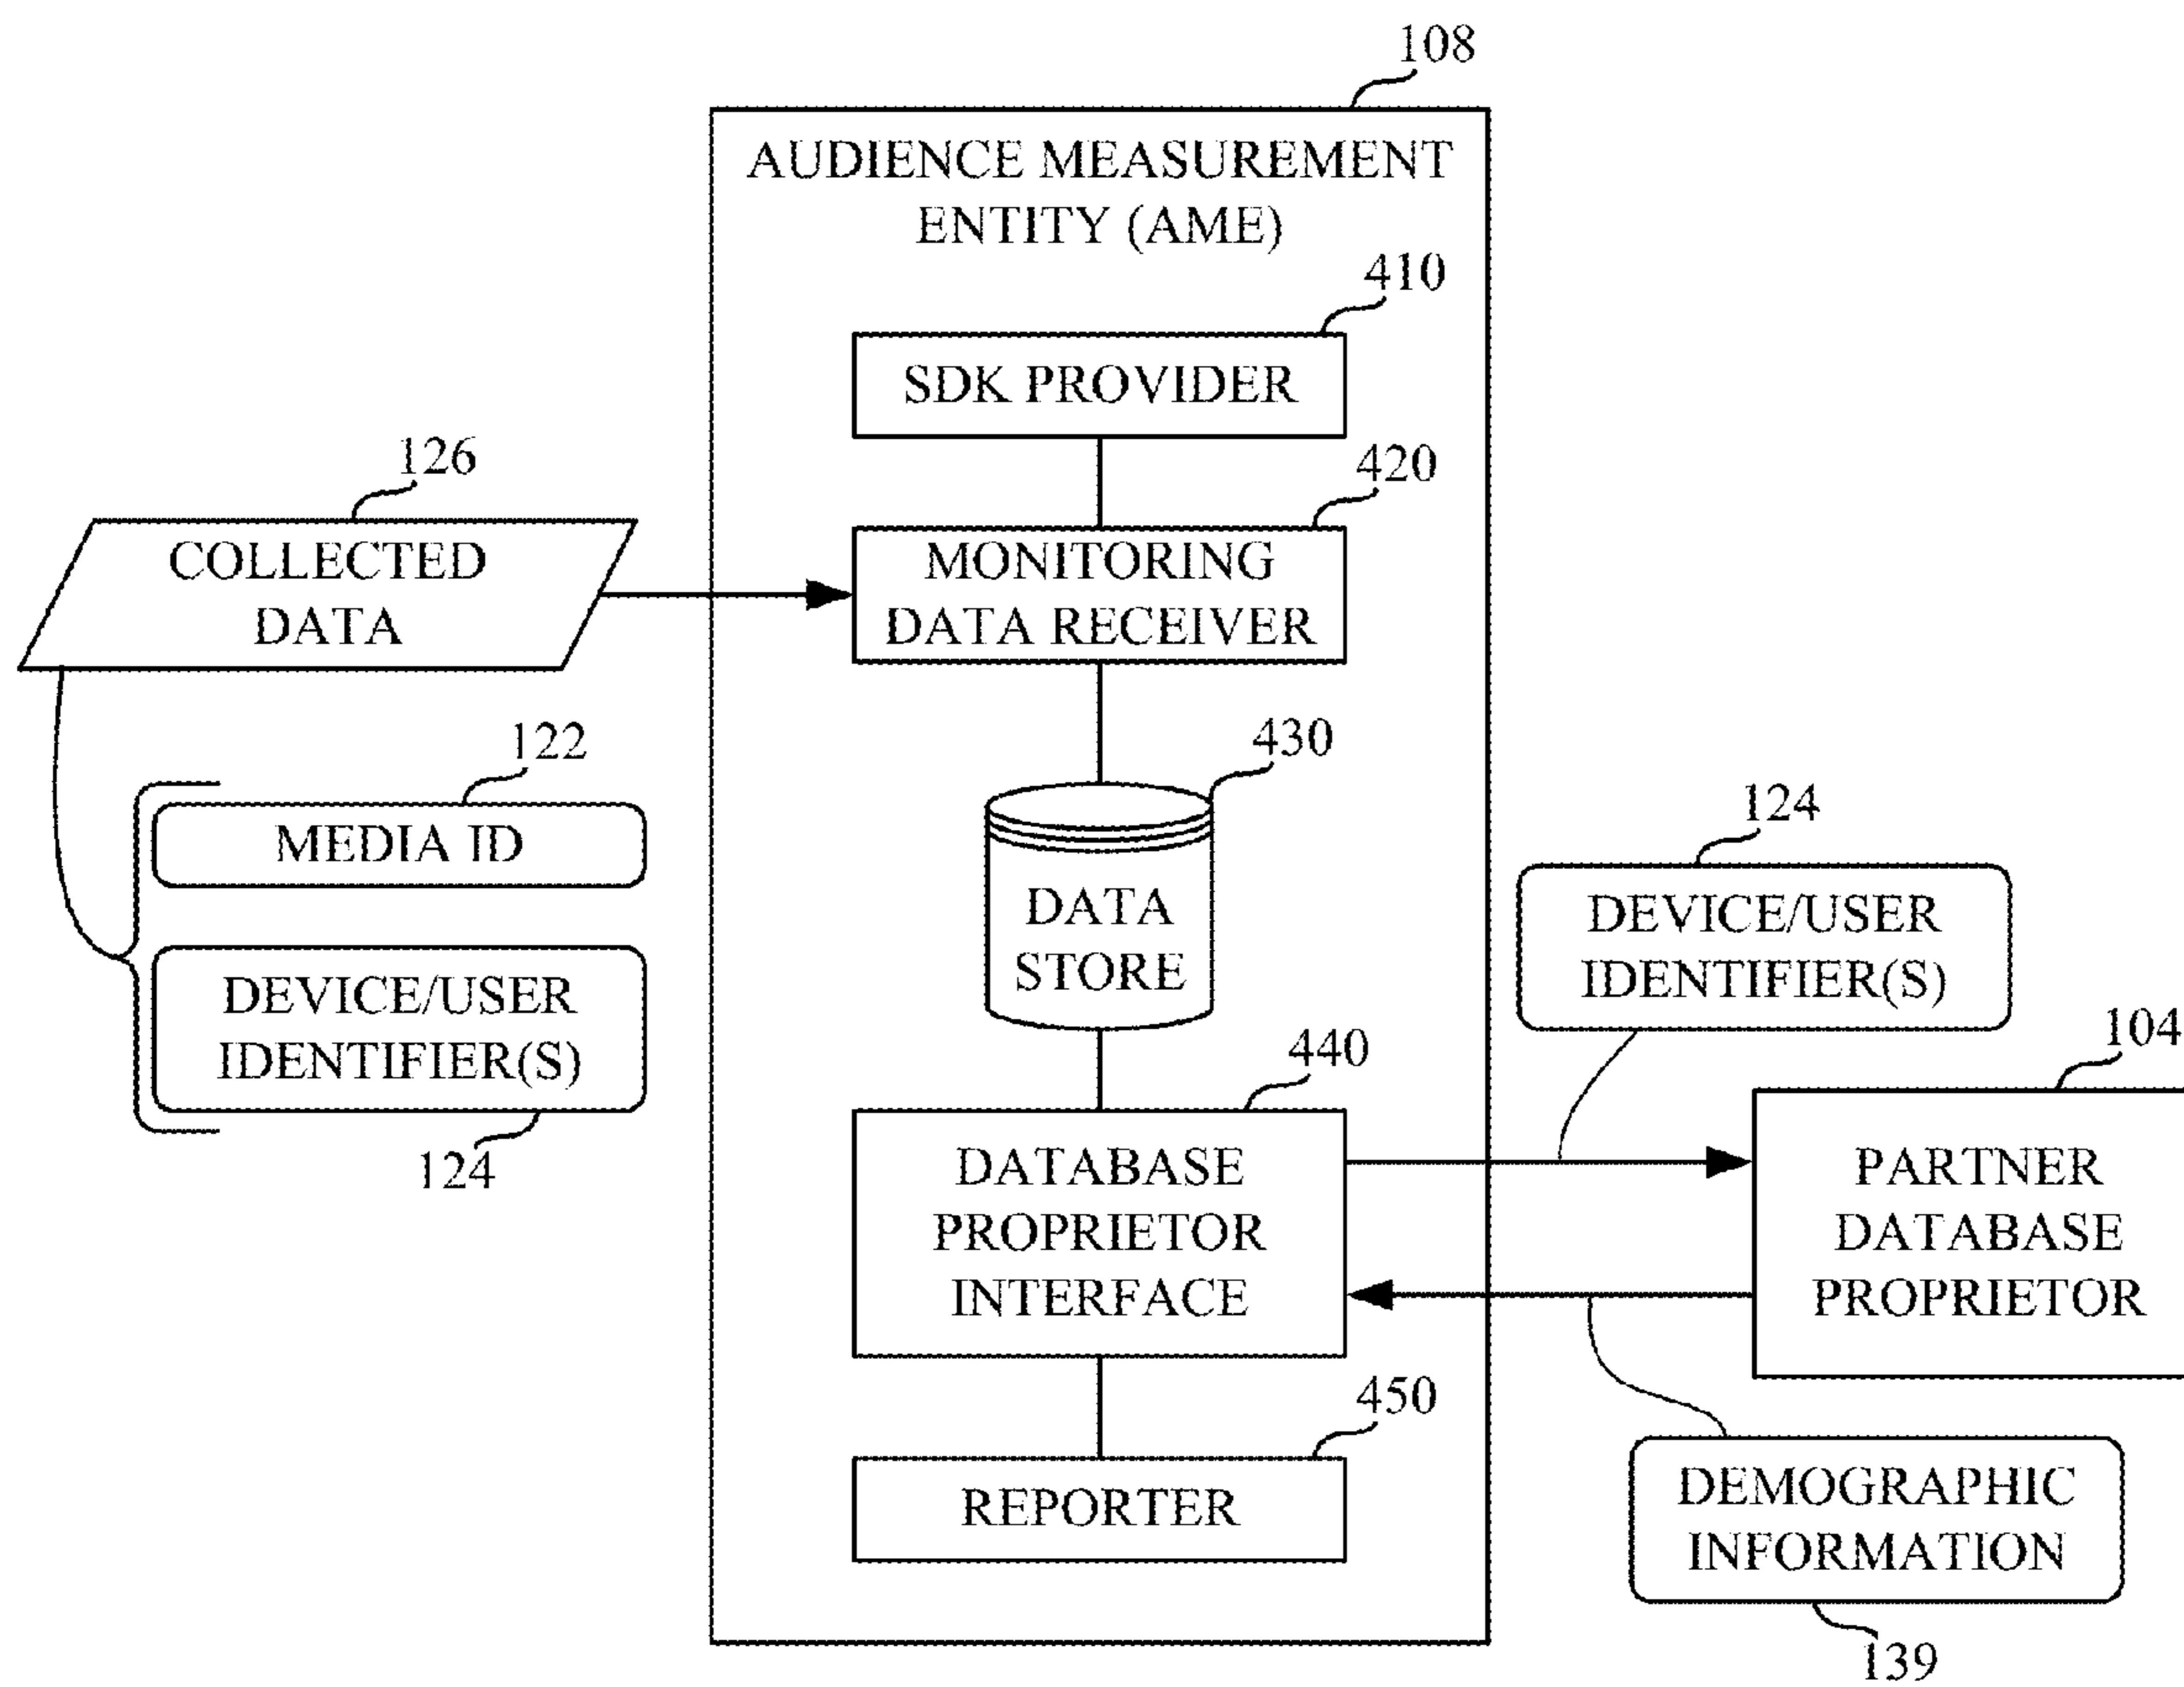 108
AUDIENCE MEASUREMENT
ENTITY (AME)
410
SDK PROVIDER
126
COLLECTED
DATA
420
MONITORING
DATA RECEIVER
122
MEDIA ID
DEVICE/USER
IDENTIFIER(S)
124
430
DATA
STORE
124
DEVICE/USER
IDENTIFIER(S)
440
DATABASE
PROPRIETOR
INTERFACE
104
PARTNER
DATABASE
PROPRIETOR
450
REPORTER
DEMOGRAPHIC
INFORMATION
139